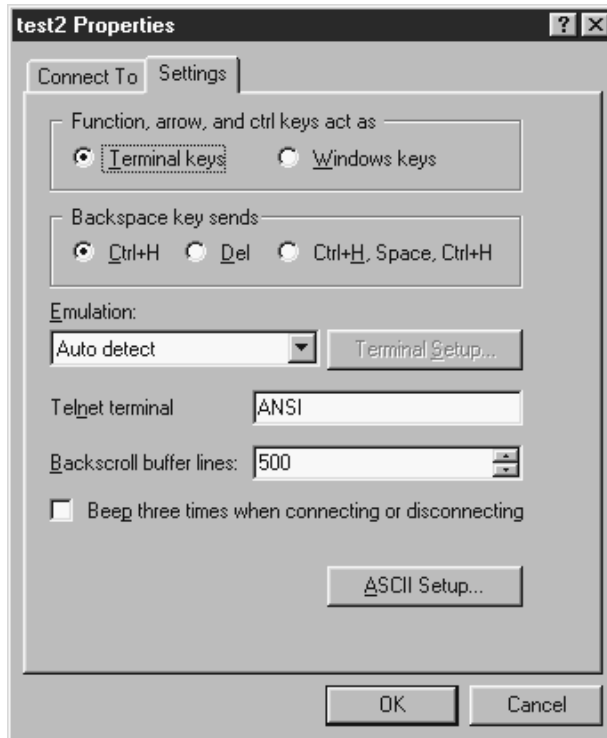 test2 Properties
Connect To Settings
Function, arrow, and ctrl keys act as
Terminal keys Windows keys
Backspace key sends
Ctrl+H Del Ctrl+H, Space, Ctrl+H
Emulation:
Auto detect Terminal Setup...
Telnet terminal ANSI
Backscroll buffer lines: 500
Beep three times when connecting or disconnecting
ASCII Setup...
OK Cancel